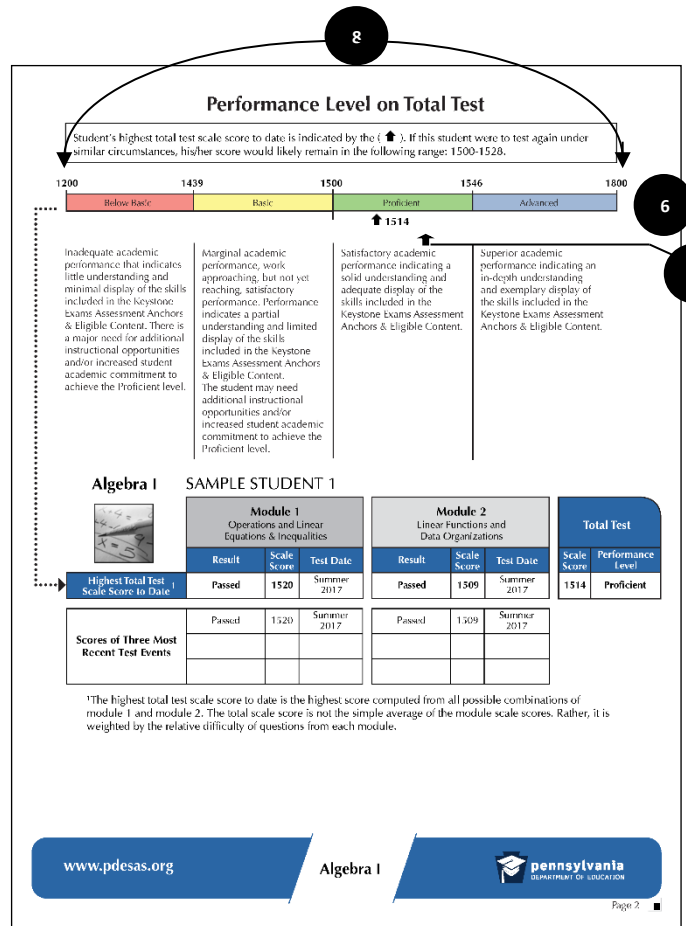 8
Performance Level on Total Test
Student's highest total test scale score to date is indicated by the ( ⬆ ). If this student were to test again under
similar circumstances, his/her score would likely remain in the following range: 1500-1528.
1200 1439 1500 1546 1800
Below Basic Basic Proficient Advanced
1514
6
Inadequate academic
performance that indicates
little understanding and
minimal display of the skills
included in the Keystone
Exams Assessment Anchors
& Eligible Content. There is
a major need for additional
instructional opportunities
and/or increased student
academic commitment to
achieve the Proficient level.
Marginal academic
performance, work
approaching, but not yet
reaching, satisfactory
performance. Performance
indicates a partial
understanding and limited
display of the skills
included in the Keystone
Exams Assessment Anchors
& Eligible Content.
The student may need
additional instructional
opportunities and/or
increased student academic
commitment to achieve the
Proficient level.
Satisfactory academic
performance indicating a
solid understanding and
adequate display of the
skills included in the
Keystone Exams Assessment
Anchors & Eligible Content.
Superior academic
performance indicating an
in-depth understanding
and exemplary display of
the skills included in the
Keystone Exams Assessment
Anchors & Eligible Content.
Algebra I SAMPLE STUDENT 1
Module 1
Operations and Linear
Equations & Inequalities
Module 2
Linear Functions and
Data Organizations
Total Test
Result Scale Score Test Date Result Scale Score Test Date Scale Score Performance Level
Highest Total Test
Scale Score to Date 1
Passed 1520 Summer 2017 Passed 1509 Summer 2017 1514 Proficient
Scores of Three Most
Recent Test Events
Passed 1520 Summer 2017 Passed 1509 Summer 2017
¹The highest total test scale score to date is the highest score computed from all possible combinations of
module 1 and module 2. The total scale score is not the simple average of the module scale scores. Rather, it is
weighted by the relative difficulty of questions from each module.
www.pdesas.org
Algebra I
pennsylvania
DEPARTMENT OF EDUCATION
Page 2